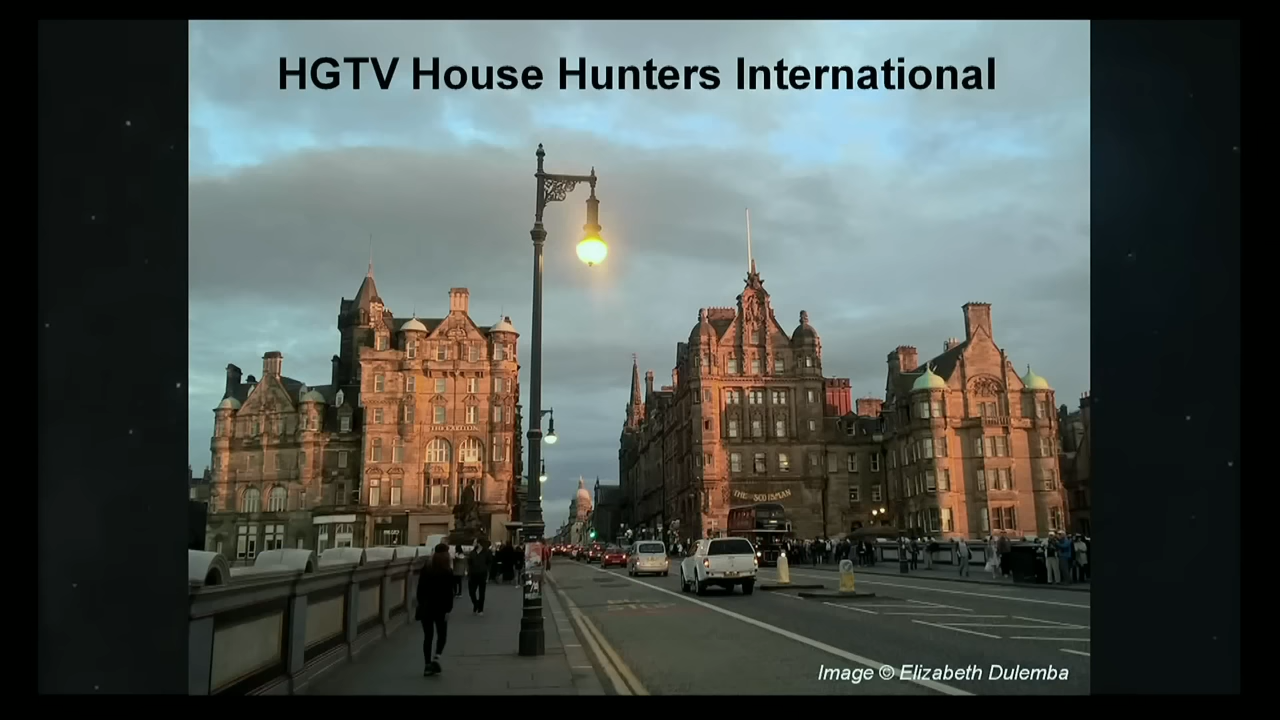 HGTV House Hunters International
THE SCOTSMAN
Image © Elizabeth Dulemba